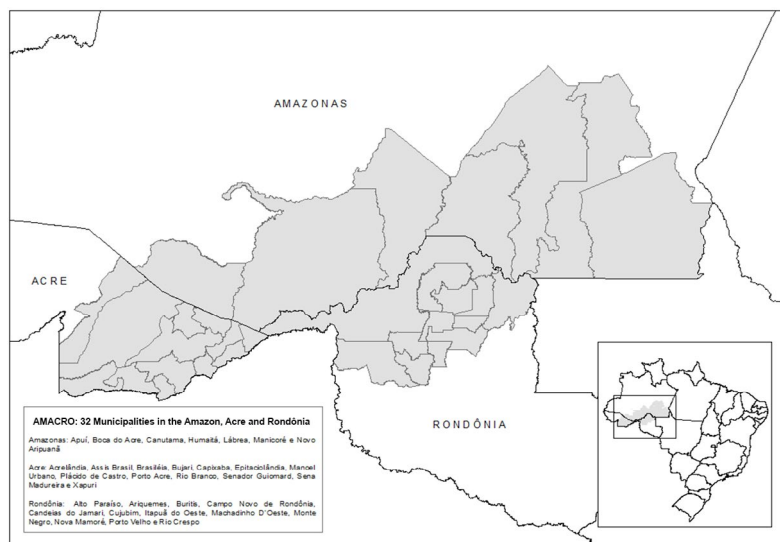 AMAZONAS
ACRE
RONDÔNIA
AMACRO: 32 Municipalities in the Amazon, Acre and Rondônia
Amazonas: Apuí, Boca do Acre, Canutama, Humaitá, Lábrea, Manicoré e Novo
Aripuanã
Acre: Acrelândia, Assis Brasil, Brasiléia, Bujari, Capixaba, Epitaciolândia, Manoel
Urbano, Plácido de Castro, Porto Acre, Rio Branco, Senador Guiomard, Sena
Madureira e Xapuri
Rondônia: Alto Paraíso, Ariquemes, Buritis, Campo Novo de Rondônia,
Candeias do Jamari, Cujubim, Itapuã do Oeste, Machadinho D'Oeste, Monte
Negro, Nova Mamoré, Porto Velho e Rio Crespo